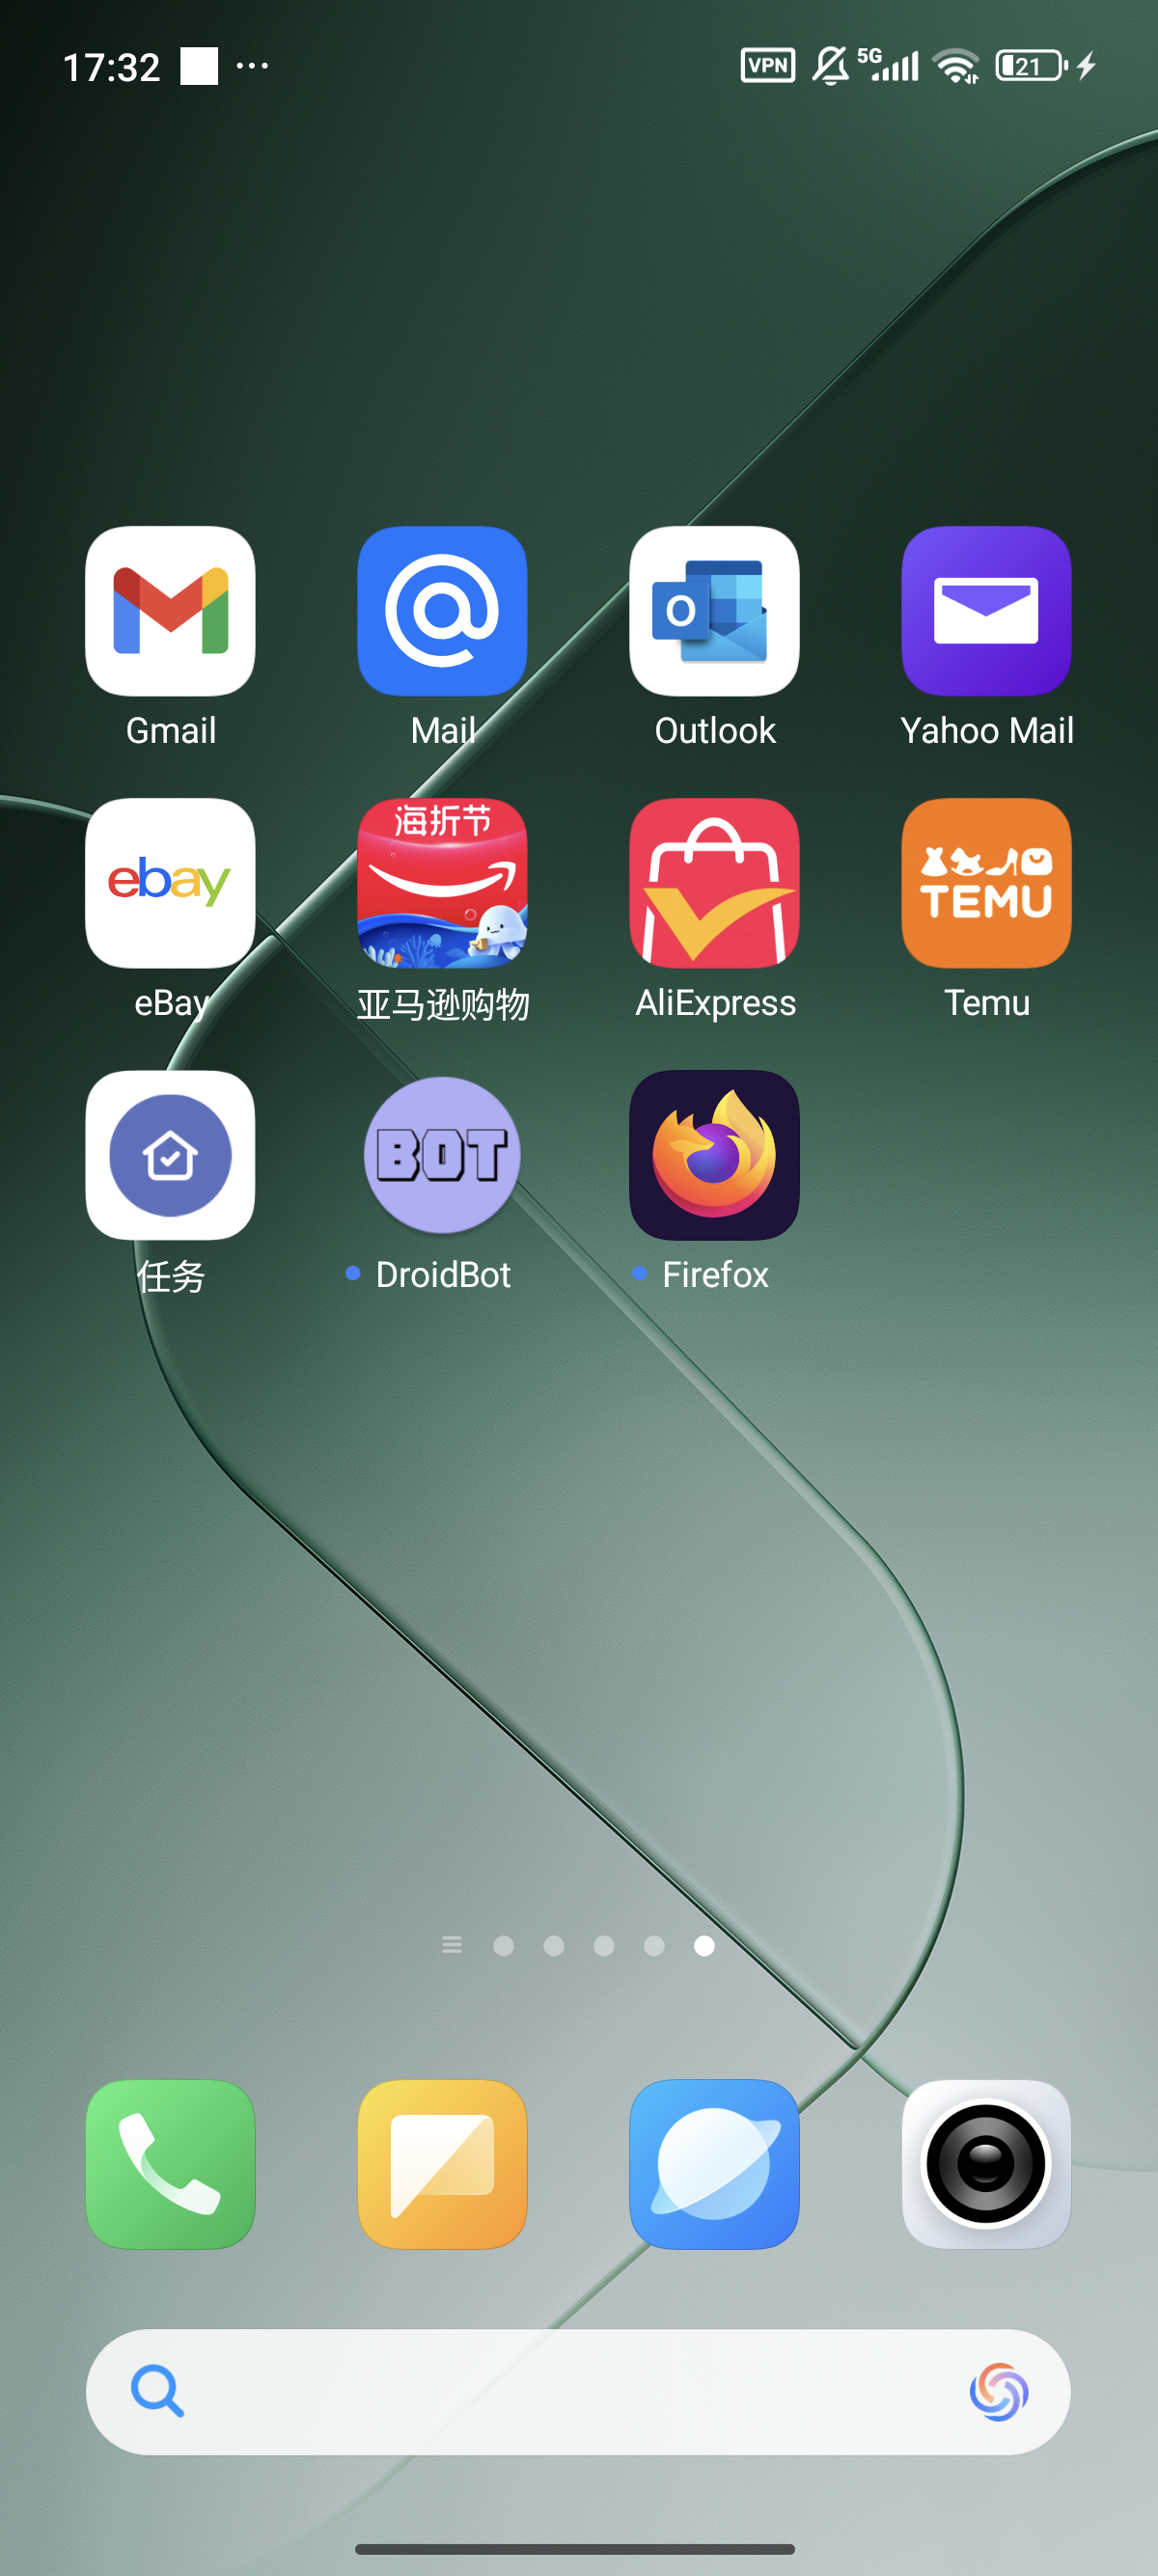 17:32 ... VPN 5G 21
Gmail Mail Outlook Yahoo Mail
ebay 海折节 TEMU
eBay 亚马逊购物 AliExpress Temu
BOT
任务 DroidBot Firefox